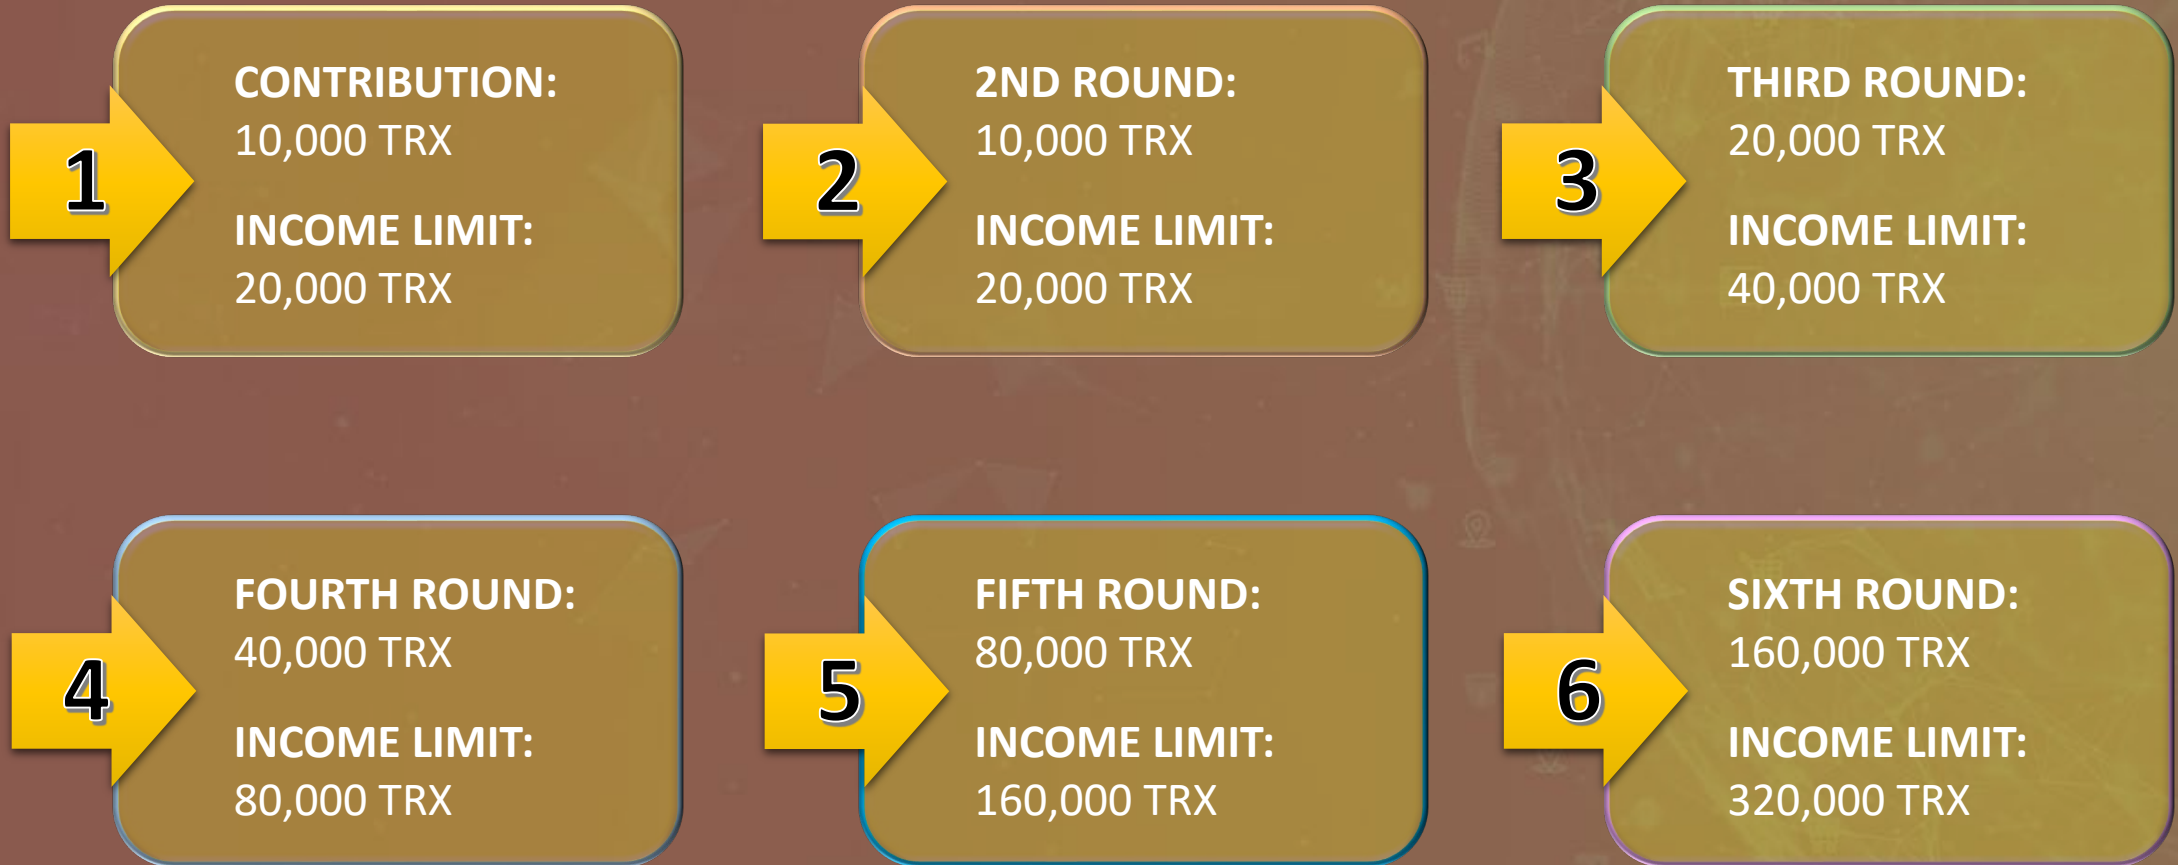 1
CONTRIBUTION:
10,000 TRX
INCOME LIMIT:
20,000 TRX
2
2ND ROUND:
10,000 TRX
INCOME LIMIT:
20,000 TRX
3
THIRD ROUND:
20,000 TRX
INCOME LIMIT:
40,000 TRX
4
FOURTH ROUND:
40,000 TRX
INCOME LIMIT:
80,000 TRX
5
FIFTH ROUND:
80,000 TRX
INCOME LIMIT:
160,000 TRX
6
SIXTH ROUND:
160,000 TRX
INCOME LIMIT:
320,000 TRX